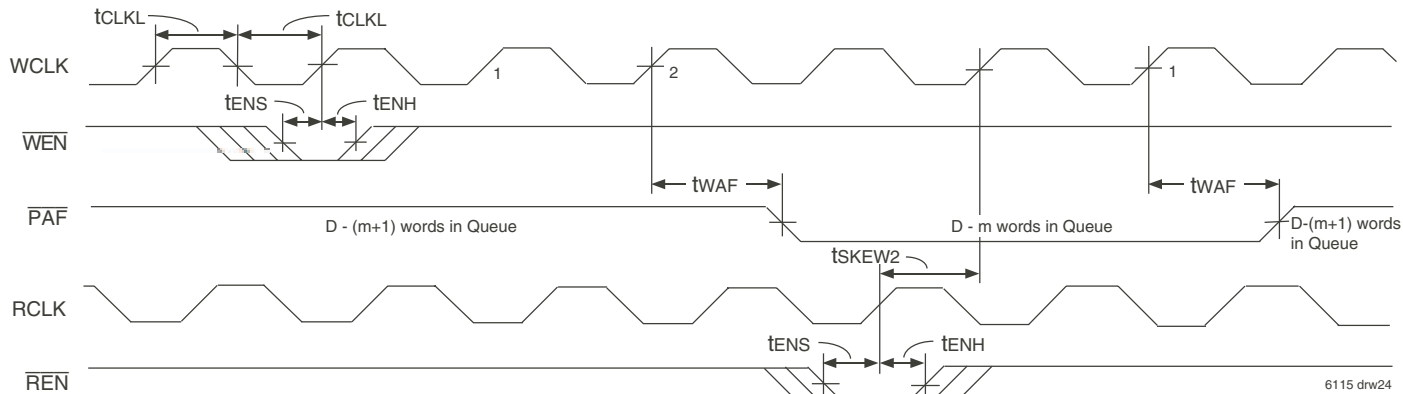 tCLKL tCLKL
WCLK 1 2 1
tENS tENH
WEN
tWAF tWAF
PAF D - (m+1) words in Queue D - m words in Queue D-(m+1) words
in Queue
tSKEW2
RCLK
tENS tENH
REN
6115 drw24